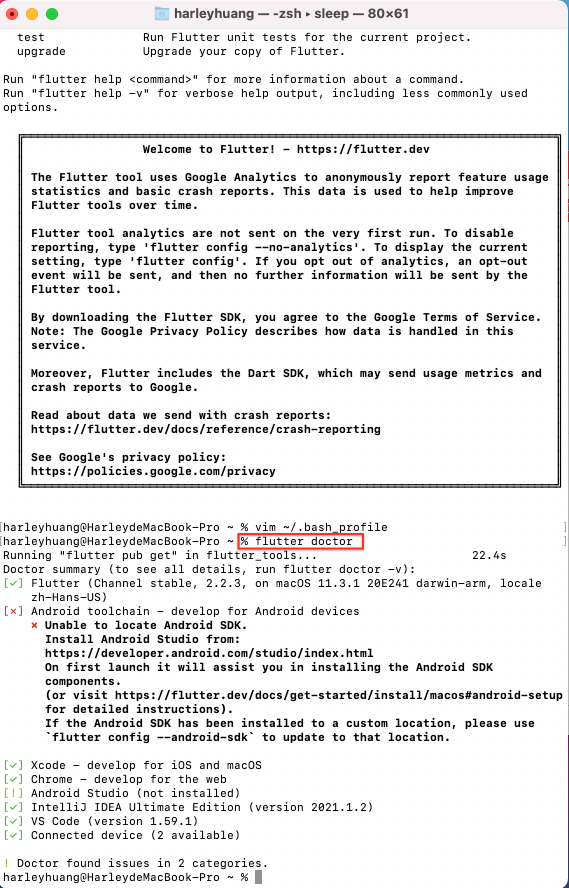 harleyhuang — -zsh ▸ sleep — 80×61
test Run Flutter unit tests for the current project.
upgrade Upgrade your copy of Flutter.
Run "flutter help <command>" for more information about a command.
Run "flutter help -v" for verbose help output, including less commonly used
options.
Welcome to Flutter! - https://flutter.dev
The Flutter tool uses Google Analytics to anonymously report feature usage
statistics and basic crash reports. This data is used to help improve
Flutter tools over time.
Flutter tool analytics are not sent on the very first run. To disable
reporting, type 'flutter config --no-analytics'. To display the current
setting, type 'flutter config'. If you opt out of analytics, an opt-out
event will be sent, and then no further information will be sent by the
Flutter tool.
By downloading the Flutter SDK, you agree to the Google Terms of Service.
Note: The Google Privacy Policy describes how data is handled in this
service.
Moreover, Flutter includes the Dart SDK, which may send usage metrics and
crash reports to Google.
Read about data we send with crash reports:
https://flutter.dev/docs/reference/crash-reporting
See Google's privacy policy:
https://policies.google.com/privacy
[harleyhuang@HarleydeMacBook-Pro ~ % vim ~/.bash_profile ]
[harleyhuang@HarleydeMacBook-Pro ~ % flutter doctor ]
Running "flutter pub get" in flutter_tools... 22.4s
Doctor summary (to see all details, run flutter doctor -v):
[✓] Flutter (Channel stable, 2.2.3, on macOS 11.3.1 20E241 darwin-arm, locale
zh-Hans-US)
[✗] Android toolchain - develop for Android devices
✗ Unable to locate Android SDK.
Install Android Studio from:
https://developer.android.com/studio/index.html
On first launch it will assist you in installing the Android SDK
components.
(or visit https://flutter.dev/docs/get-started/install/macos#android-setup
for detailed instructions).
If the Android SDK has been installed to a custom location, please use
`flutter config --android-sdk` to update to that location.
[✓] Xcode - develop for iOS and macOS
[✓] Chrome - develop for the web
[!] Android Studio (not installed)
[✓] IntelliJ IDEA Ultimate Edition (version 2021.1.2)
[✓] VS Code (version 1.59.1)
[✓] Connected device (2 available)
! Doctor found issues in 2 categories.
harleyhuang@HarleydeMacBook-Pro ~ %